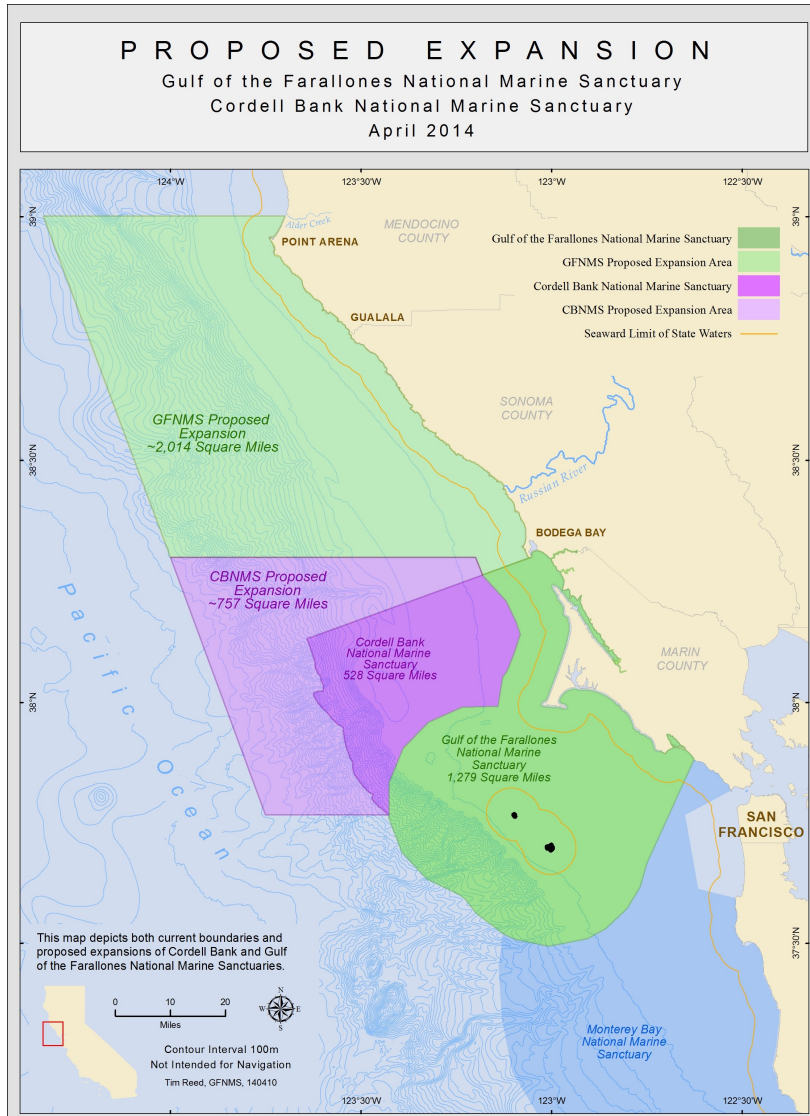 PROPOSED EXPANSION
Gulf of the Farallones National Marine Sanctuary
Cordell Bank National Marine Sanctuary
April 2014
124°W
123°30'W
123°W
122°30'W
39°N
39°N
Alder Creek
MENDOCINO
COUNTY
POINT ARENA
Gulf of the Farallones National Marine Sanctuary
GFNMS Proposed Expansion Area
Cordell Bank National Marine Sanctuary
CBNMS Proposed Expansion Area
Seaward Limit of State Waters
GUALALA
SONOMA
COUNTY
GFNMS Proposed
Expansion
~2,014 Square Miles
38°30'N
38°30'N
Russian River
BODEGA BAY
CBNMS Proposed
Expansion
~757 Square Miles
Cordell Bank
National Marine
Sanctuary
528 Square Miles
MARIN
COUNTY
Pacific Ocean
38°N
38°N
Gulf of the Farallones
National Marine
Sanctuary
1,279 Square Miles
SAN
FRANCISCO
This map depicts both current boundaries and
proposed expansions of Cordell Bank and Gulf
of the Farallones National Marine Sanctuaries.
37°30'N
N
W E
S
0 10 20
Miles
Contour Interval 100m
Not Intended for Navigation
Tim Reed, GFNMS, 140410
Monterey Bay
National Marine
Sanctuary
123°30'W
123°W
122°30'W